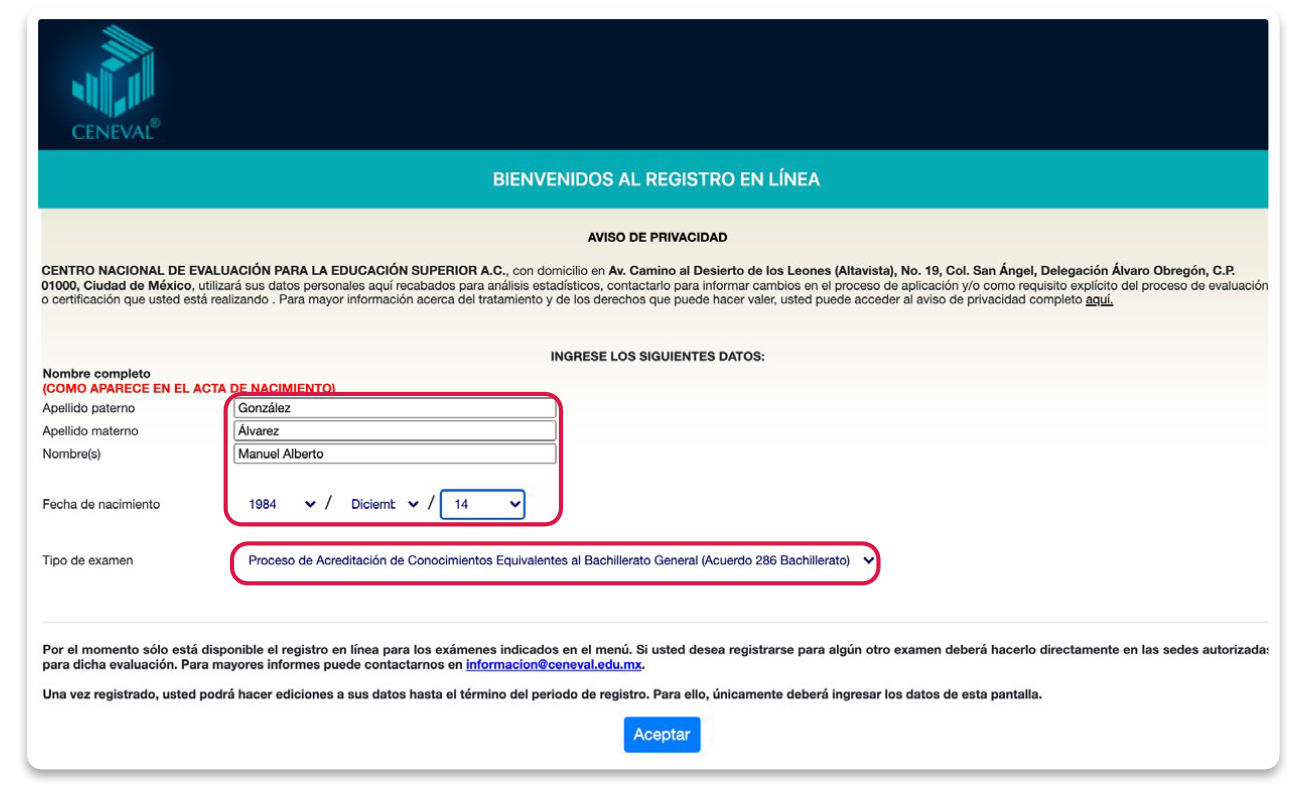 CENEVAL®
BIENVENIDOS AL REGISTRO EN LÍNEA
AVISO DE PRIVACIDAD
CENTRO NACIONAL DE EVALUACIÓN PARA LA EDUCACIÓN SUPERIOR A.C., con domicilio en Av. Camino al Desierto de los Leones (Altavista), No. 19, Col. San Ángel, Delegación Álvaro Obregón, C.P.
01000, Ciudad de México, utilizará sus datos personales aquí recabados para análisis estadísticos, contactarlo para informar cambios en el proceso de aplicación y/o como requisito explícito del proceso de evaluación
o certificación que usted está realizando . Para mayor información acerca del tratamiento y de los derechos que puede hacer valer, usted puede acceder al aviso de privacidad completo aquí.
INGRESE LOS SIGUIENTES DATOS:
Nombre completo
(COMO APARECE EN EL ACTA DE NACIMIENTO)
Apellido paterno González
Apellido materno Álvarez
Nombre(s) Manuel Alberto
Fecha de nacimiento 1984 / Diciemb / 14
Tipo de examen Proceso de Acreditación de Conocimientos Equivalentes al Bachillerato General (Acuerdo 286 Bachillerato)
Por el momento sólo está disponible el registro en línea para los exámenes indicados en el menú. Si usted desea registrarse para algún otro examen deberá hacerlo directamente en las sedes autorizadas
para dicha evaluación. Para mayores informes puede contactarnos en informacion@ceneval.edu.mx.
Una vez registrado, usted podrá hacer ediciones a sus datos hasta el término del periodo de registro. Para ello, únicamente deberá ingresar los datos de esta pantalla.
Aceptar